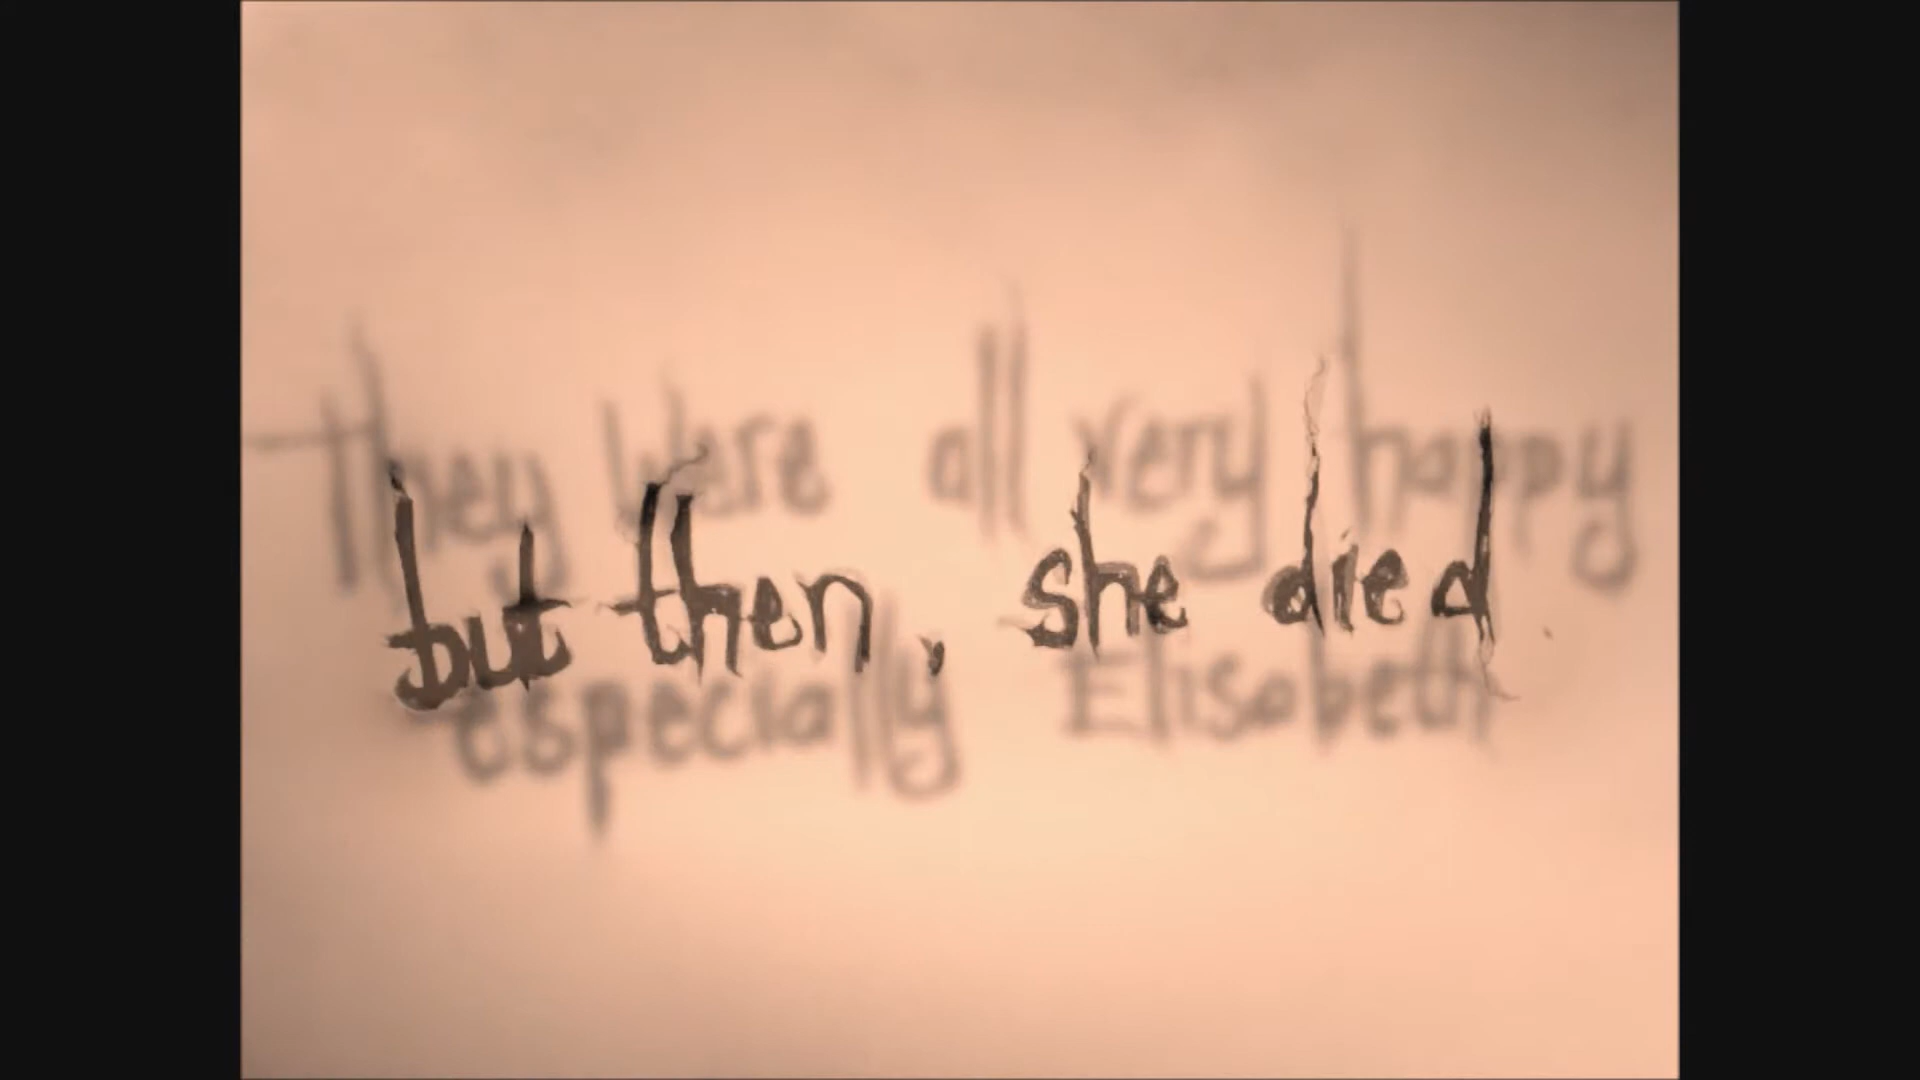 They were all very happy
but then, she died.
especially Elisabeth